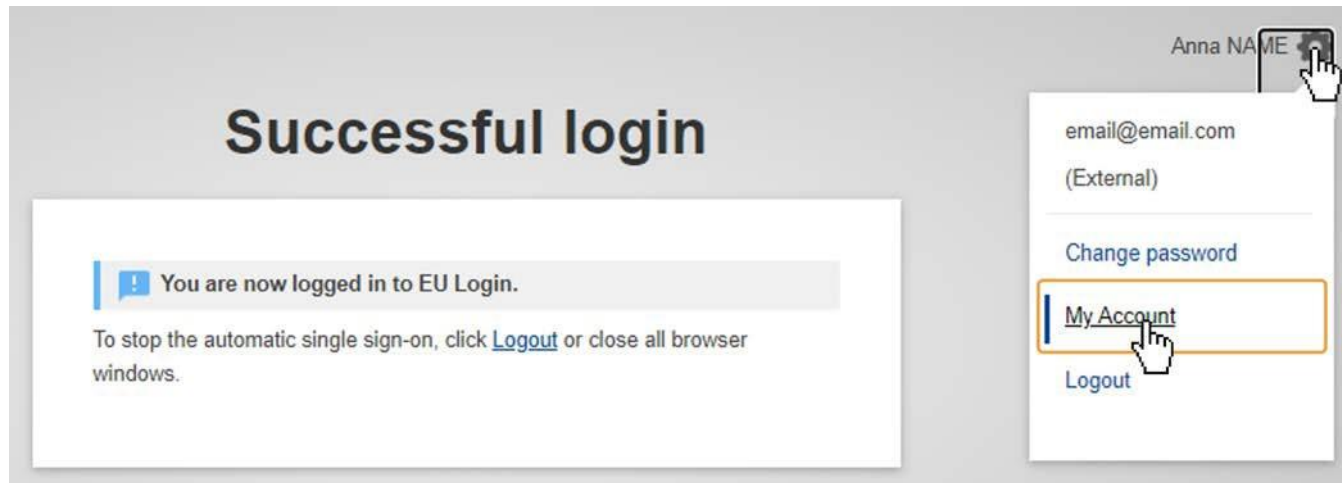 Anna NAME
Successful login
You are now logged in to EU Login.
To stop the automatic single sign-on, click Logout or close all browser
windows.
email@email.com
(External)
Change password
My Account
Logout